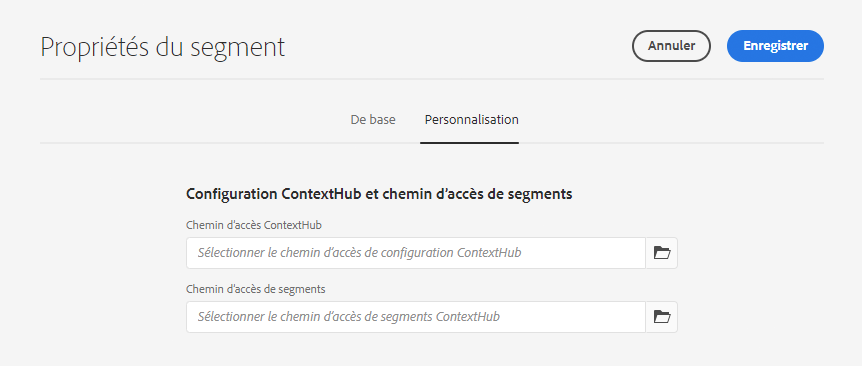 Propriétés du segment
Annuler
Enregistrer
De base
Personnalisation
Configuration ContextHub et chemin d’accès de segments
Chemin d’accès ContextHub
Sélectionner le chemin d’accès de configuration ContextHub
Chemin d’accès de segments
Sélectionner le chemin d’accès de segments ContextHub